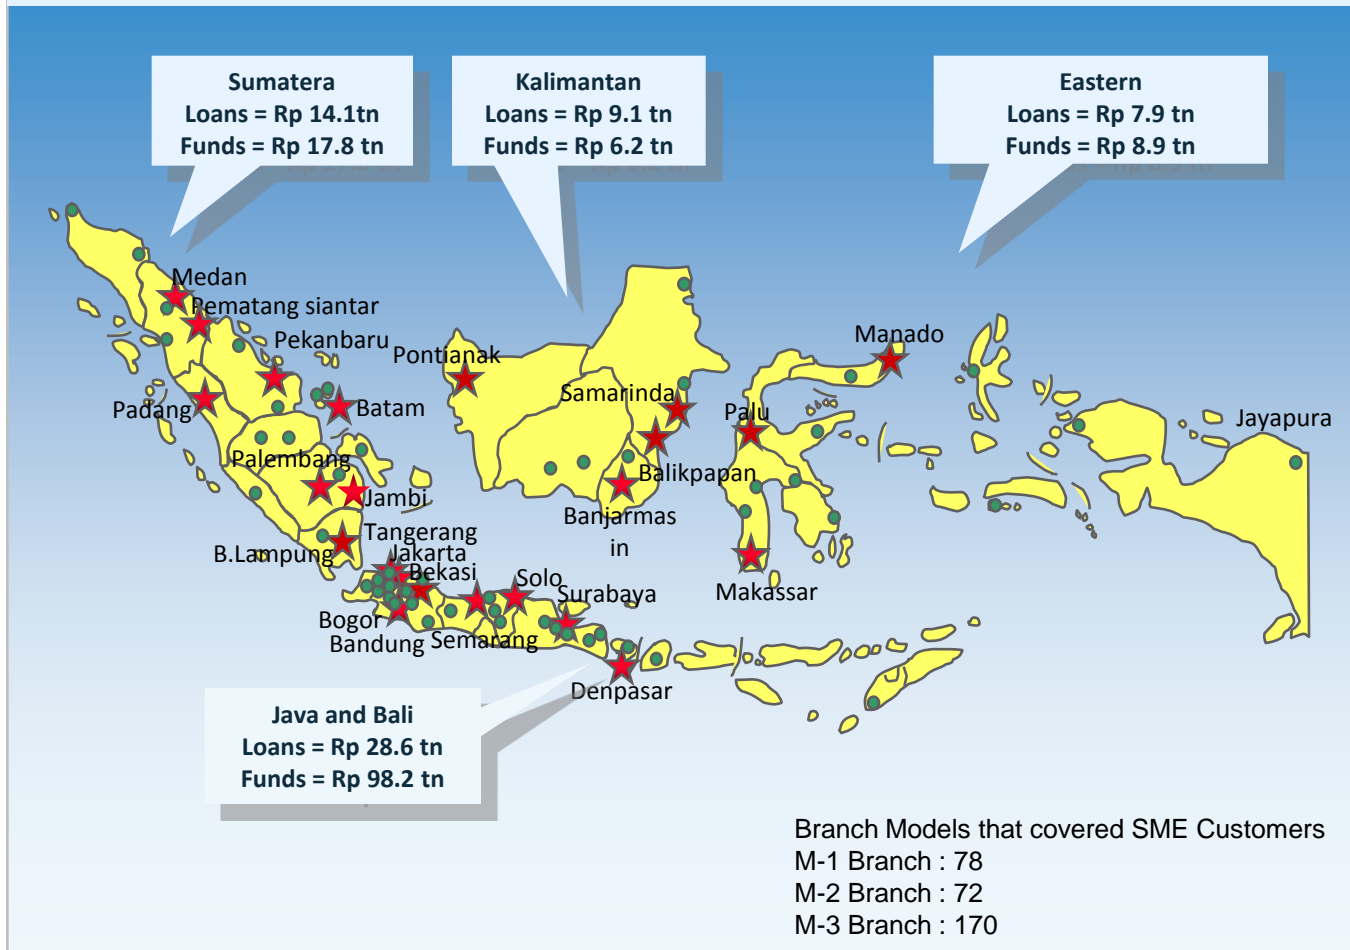 Sumatera
Loans = Rp 14.1tn
Funds = Rp 17.8 tn
Kalimantan
Loans = Rp 9.1 tn
Funds = Rp 6.2 tn
Eastern
Loans = Rp 7.9 tn
Funds = Rp 8.9 tn
Medan
Pematang siantar
Pekanbaru
Padang
Batam
Palembang
Jambi
B.Lampung
Tangerang
Jakarta
Bekasi
Bogor
Bandung
Semarang
Solo
Surabaya
Denpasar
Pontianak
Samarinda
Balikpapan
Banjarmas
in
Manado
Palu
Makassar
Jayapura
Java and Bali
Loans = Rp 28.6 tn
Funds = Rp 98.2 tn
Branch Models that covered SME Customers
M-1 Branch : 78
M-2 Branch : 72
M-3 Branch : 170